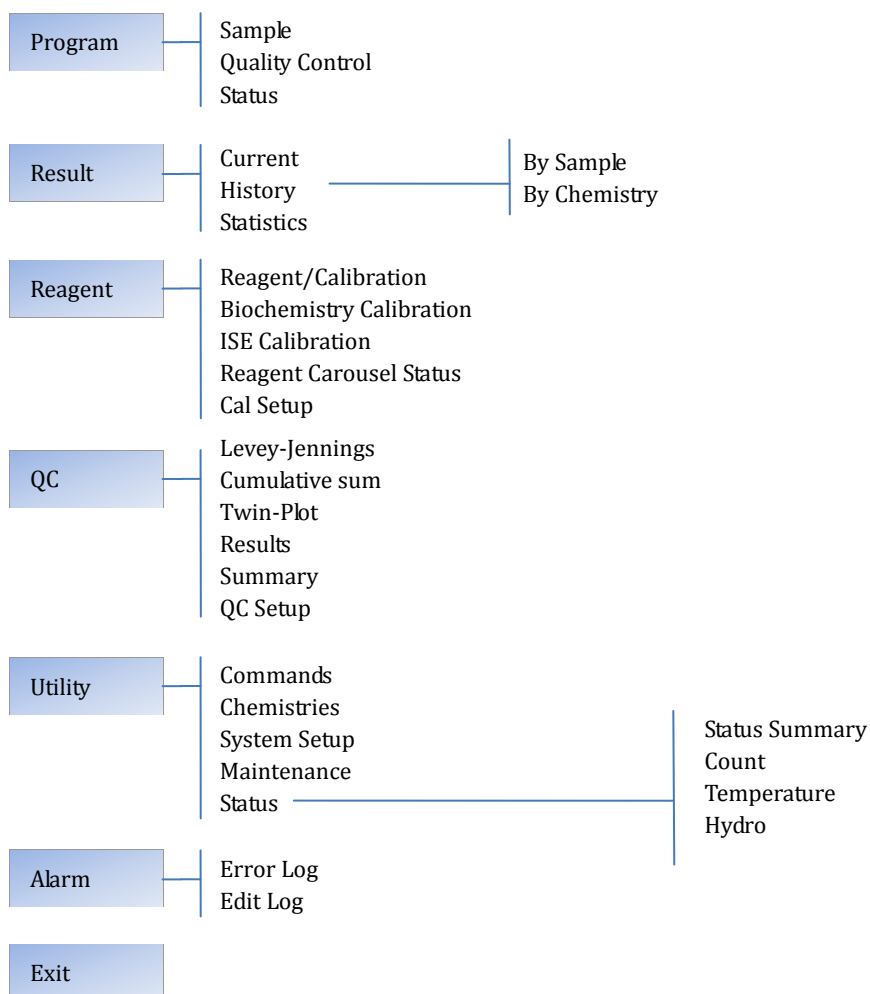 Program
Sample
Quality Control
Status
Result
Current
History
Statistics
By Sample
By Chemistry
Reagent
Reagent/Calibration
Biochemistry Calibration
ISE Calibration
Reagent Carousel Status
Cal Setup
QC
Levey-Jennings
Cumulative sum
Twin-Plot
Results
Summary
QC Setup
Utility
Commands
Chemistries
System Setup
Maintenance
Status
Status Summary
Count
Temperature
Hydro
Alarm
Error Log
Edit Log
Exit